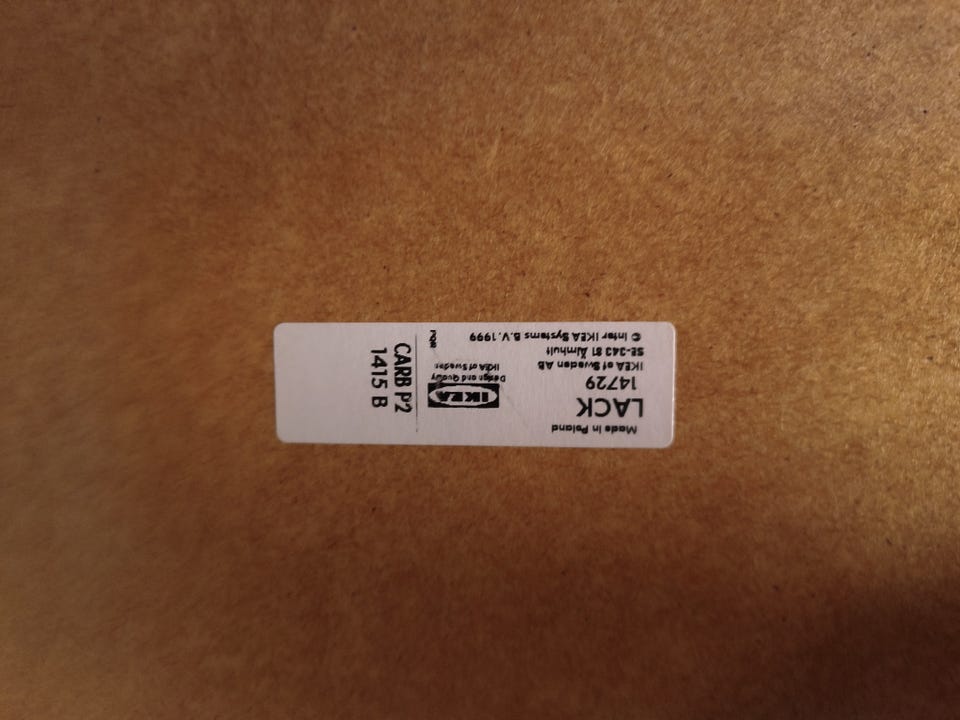 Made in Poland
LACK
14729
IKEA of Sweden AB
SE-343 81 Älmhult
© Inter IKEA Systems B.V. 1999
IKEA
Design and Quality
IKEA of Sweden
CARB P2
1415 B